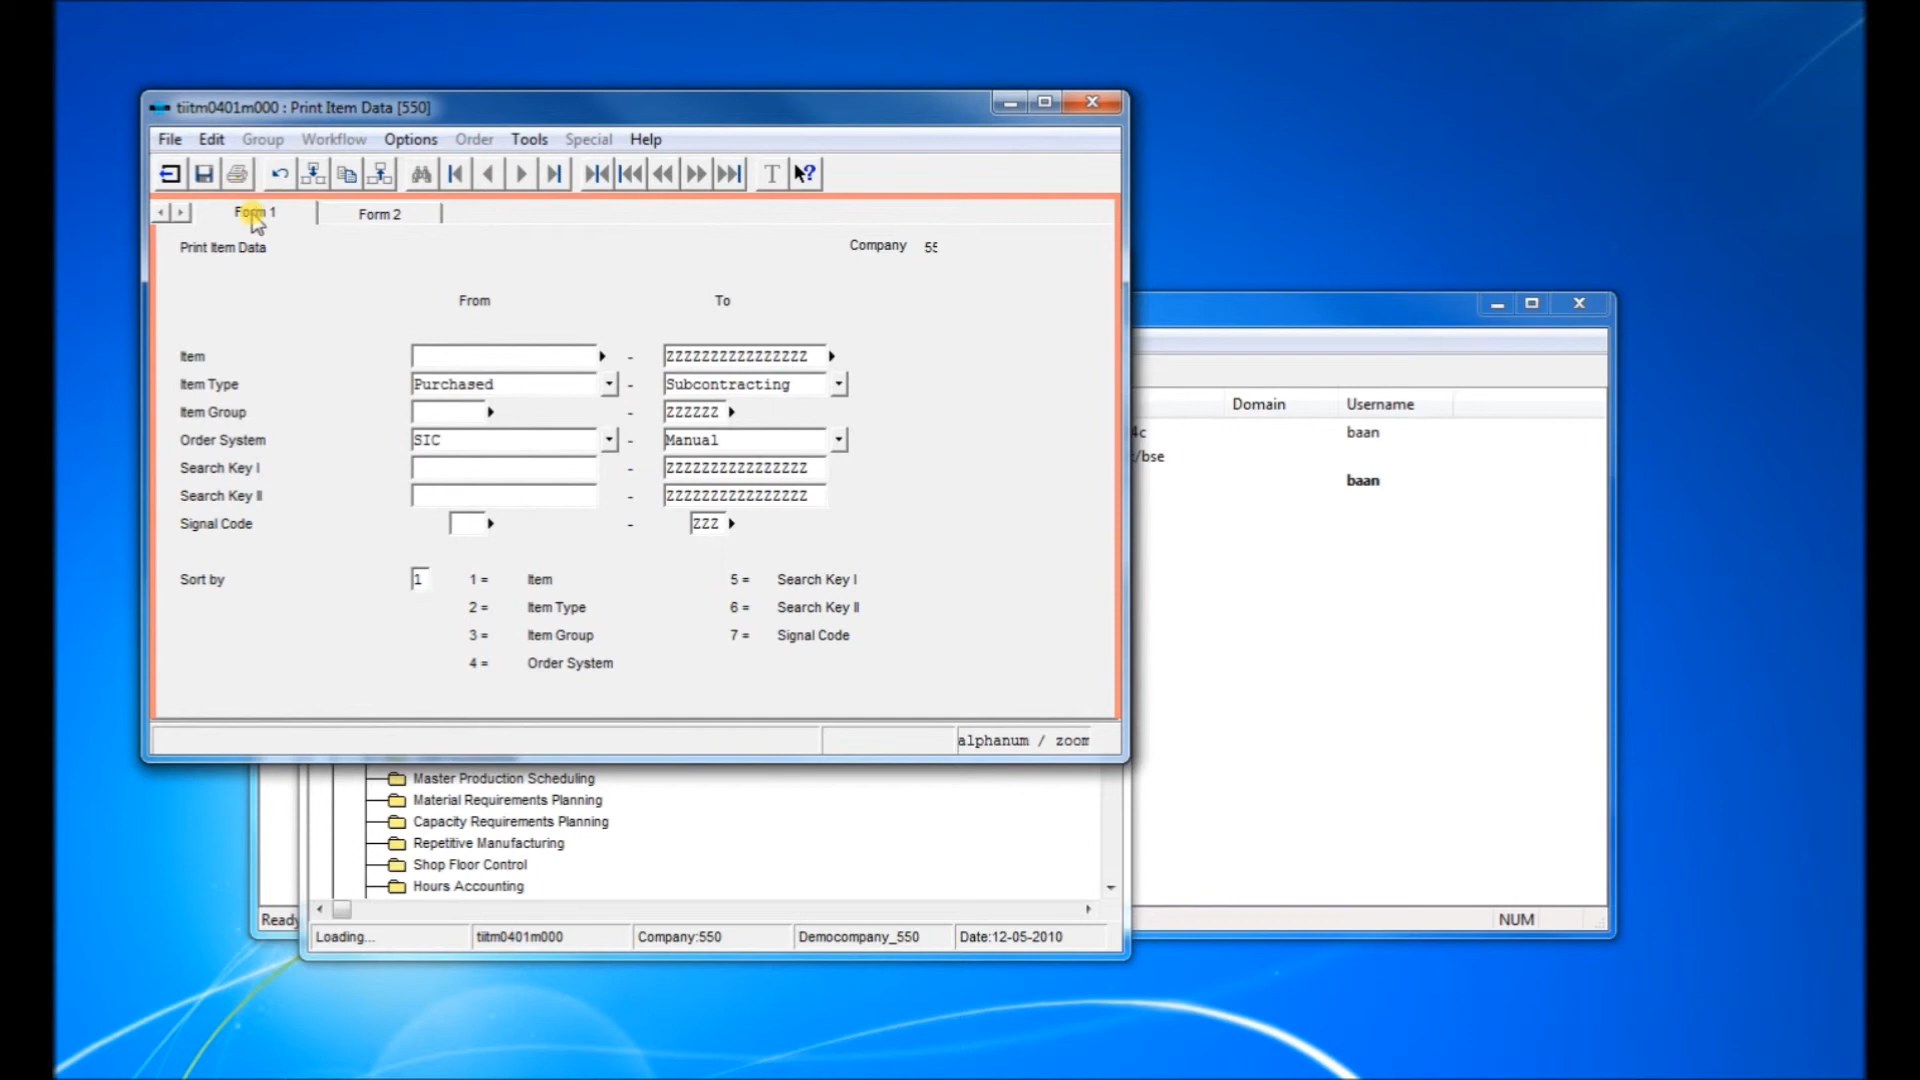 tiitm0401m000 : Print Item Data [550]
File Edit Group Workflow Options Order Tools Special Help
T ?
Form 1 Form 2
Print Item Data Company 55
From To
Item - ZZZZZZZZZZZZZZZZ
Item Type Purchased - Subcontracting
Item Group - ZZZZZZ
Order System SIC - Manual
Search Key I - ZZZZZZZZZZZZZZZZ
Search Key II - ZZZZZZZZZZZZZZZZ
Signal Code - ZZZ
Sort by 1 1 = Item 5 = Search Key I
2 = Item Type 6 = Search Key II
3 = Item Group 7 = Signal Code
4 = Order System
alphanum / zoom
Domain Username
4c baan
/bse
baan
Master Production Scheduling
Material Requirements Planning
Capacity Requirements Planning
Repetitive Manufacturing
Shop Floor Control
Hours Accounting
Ready NUM
Loading... tiitm0401m000 Company:550 Democompany_550 Date:12-05-2010